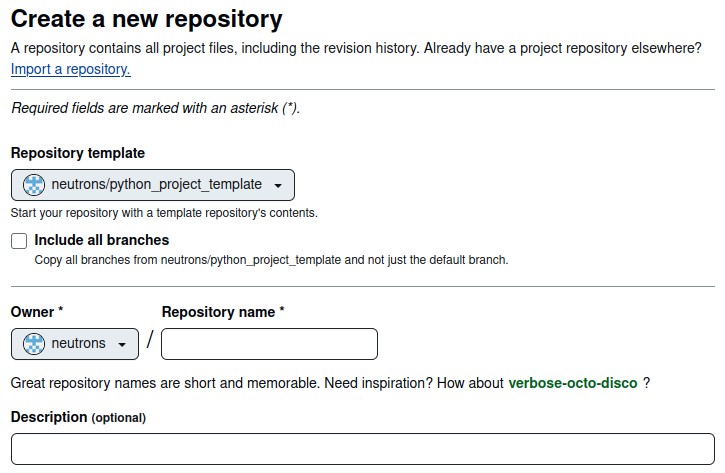 Create a new repository
A repository contains all project files, including the revision history. Already have a project repository elsewhere?
Import a repository.
Required fields are marked with an asterisk (*).
Repository template
neutrons/python_project_template
Start your repository with a template repository's contents.
Include all branches
Copy all branches from neutrons/python_project_template and not just the default branch.
Owner * Repository name *
neutrons /
Great repository names are short and memorable. Need inspiration? How about verbose-octo-disco ?
Description (optional)